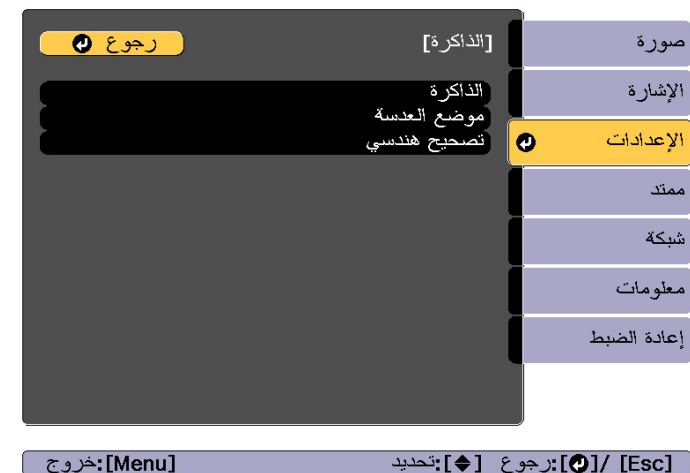 صورة
الإشارة
الإعدادات
ممتد
شبكة
معلومات
إعادة الضبط
[الذاكرة]
رجوع
الذاكرة
موضع العدسة
تصحيح هندسي
[Esc] /[]:رجوع []:تحديد [Menu]:خروج